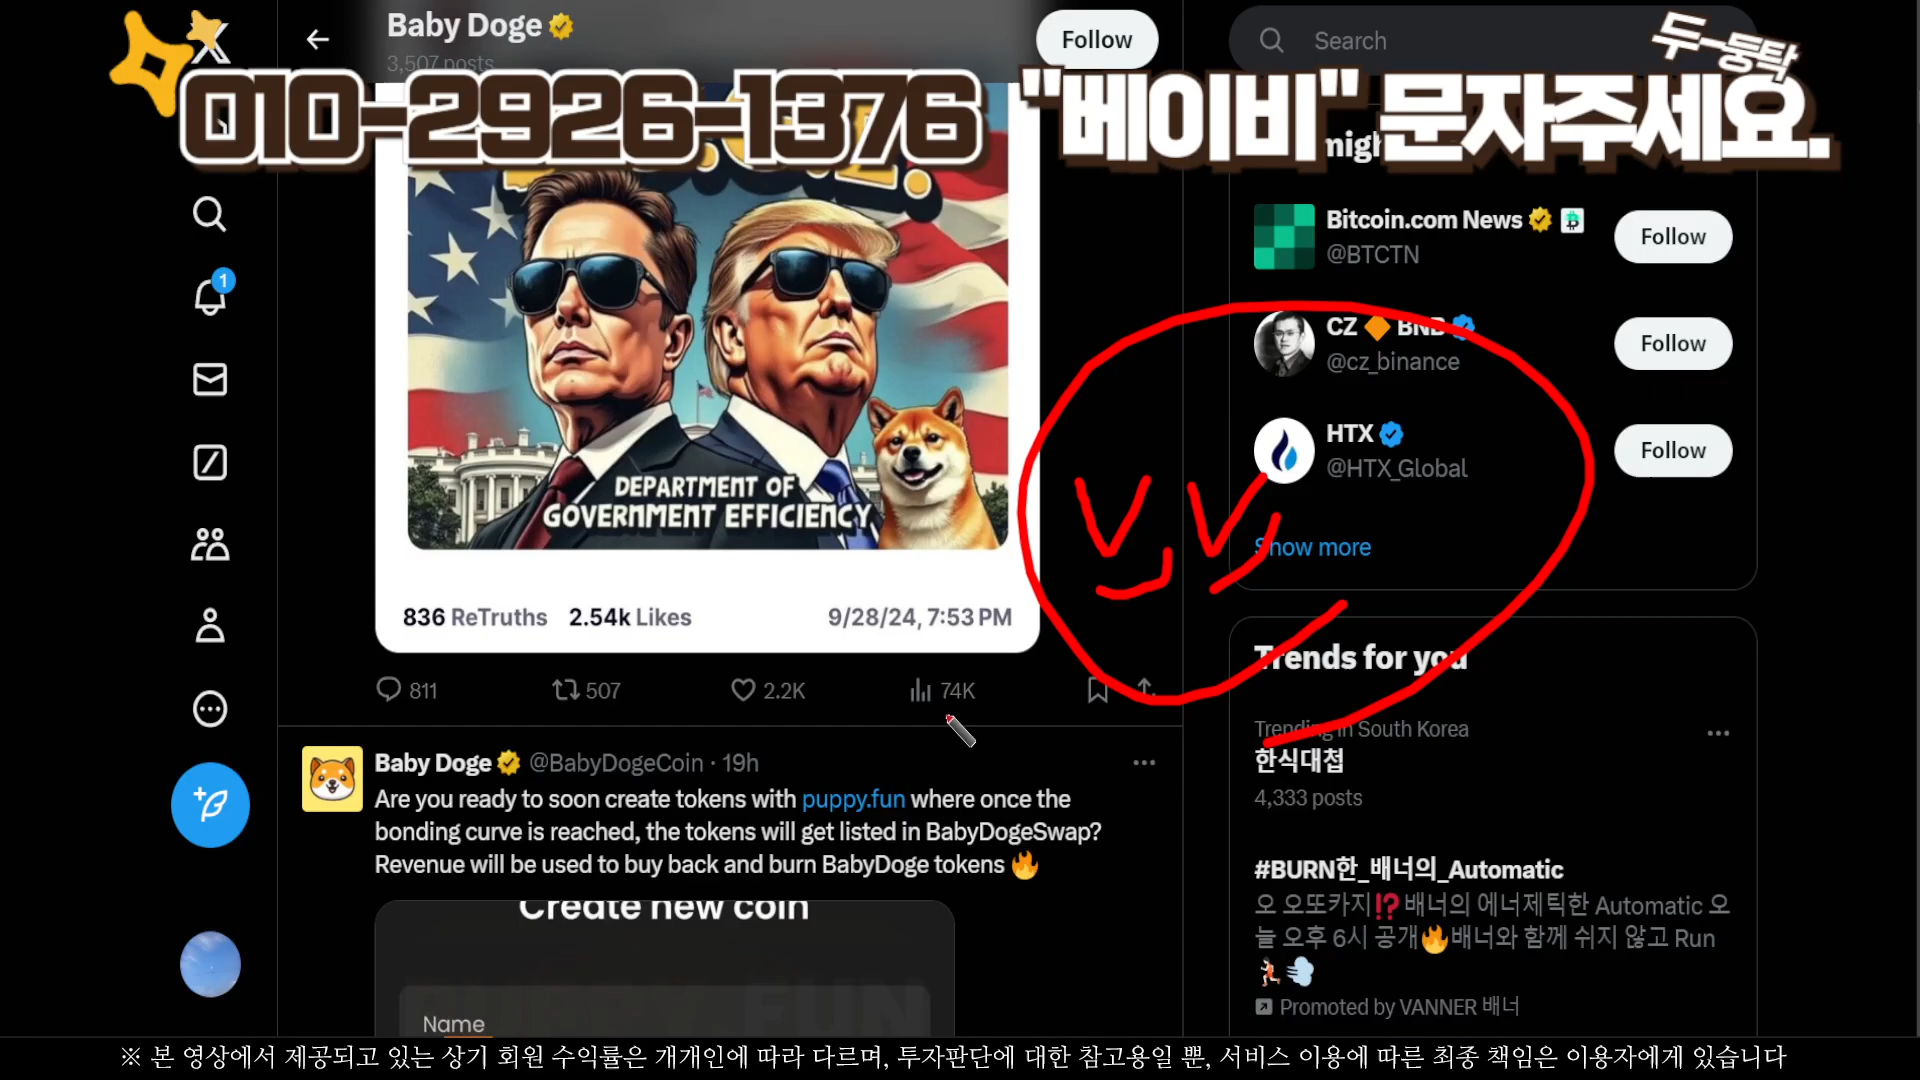 Baby Doge
3,507 posts
Follow
Search
두-둥탁
010-2926-1376 "베이비" 문자주세요.
DEPARTMENT OF
GOVERNMENT EFFICIENCY
836 ReTruths 2.54k Likes 9/28/24, 7:53 PM
811 507 2.2K 74K
Baby Doge @BabyDogeCoin · 19h
Are you ready to soon create tokens with puppy.fun where once the
bonding curve is reached, the tokens will get listed in BabyDogeSwap?
Revenue will be used to buy back and burn BabyDoge tokens 🔥
Create new coin
Name
1
migh
Bitcoin.com News
@BTCTN
Follow
CZ 🔶 BNB
@cz_binance
Follow
HTX
@HTX_Global
Follow
Show more
Trends for you
Trending in South Korea
한식대첩
4,333 posts
#BURN한_배너의_Automatic
오 오또카지⁉️배너의 에너제틱한 Automatic 오
늘 오후 6시 공개🔥배너와 함께 쉬지 않고 Run
🏃💨
Promoted by VANNER 배너
※ 본 영상에서 제공되고 있는 상기 회원 수익률은 개개인에 따라 다르며, 투자판단에 대한 참고용일 뿐, 서비스 이용에 따른 최종 책임은 이용자에게 있습니다